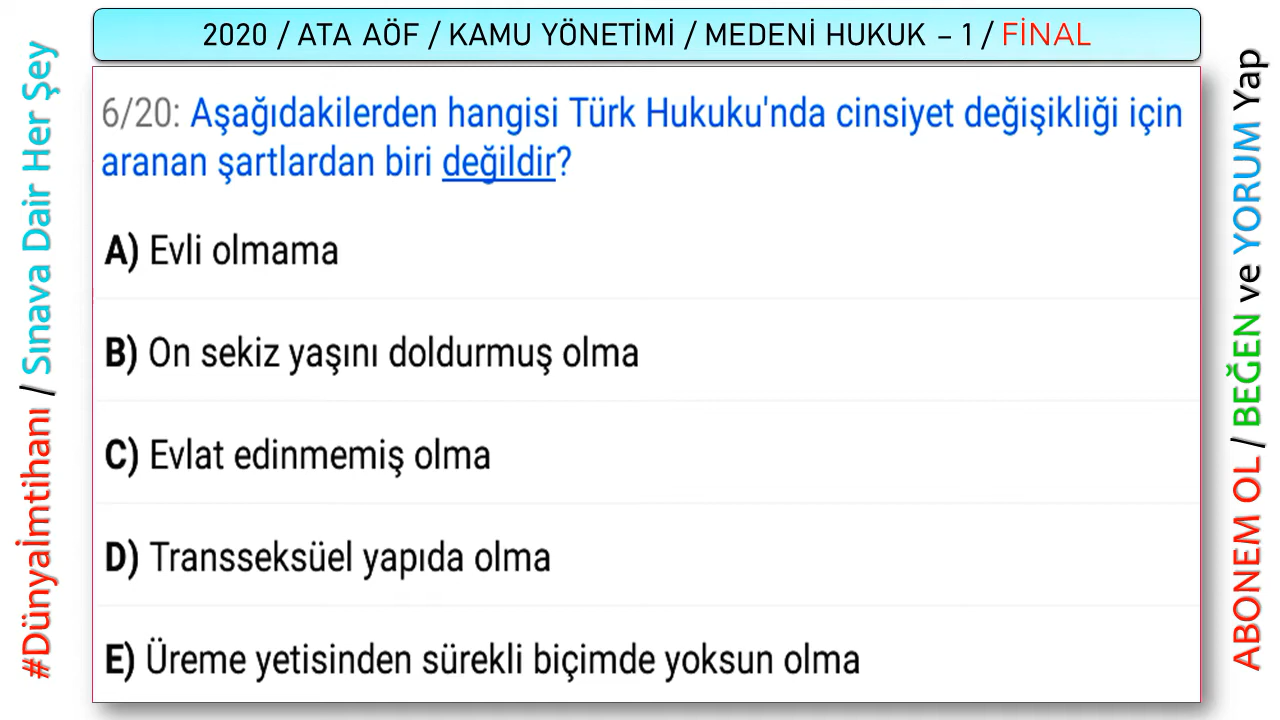 2020 / ATA AÖF / KAMU YÖNETİMİ / MEDENİ HUKUK – 1 / FİNAL
#Dünyaİmtihanı / Sınava Dair Her Şey
6/20: Aşağıdakilerden hangisi Türk Hukuku'nda cinsiyet değişikliği için
aranan şartlardan biri değildir?
A) Evli olmama
B) On sekiz yaşını doldurmuş olma
C) Evlat edinmemiş olma
D) Transseksüel yapıda olma
E) Üreme yetisinden sürekli biçimde yoksun olma
ABONEM OL / BEĞEN ve YORUM Yap